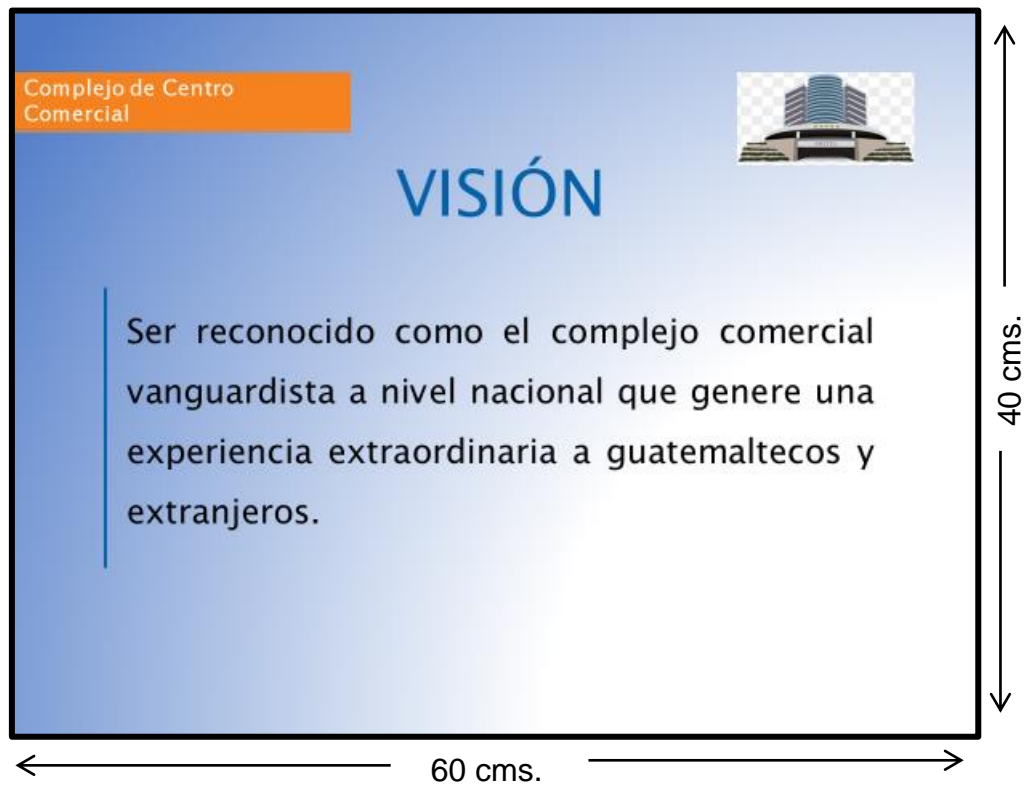 Complejo de Centro
Comercial
VISIÓN
Ser reconocido como el complejo comercial
vanguardista a nivel nacional que genere una
experiencia extraordinaria a guatemaltecos y
extranjeros.
40 cms.
60 cms.